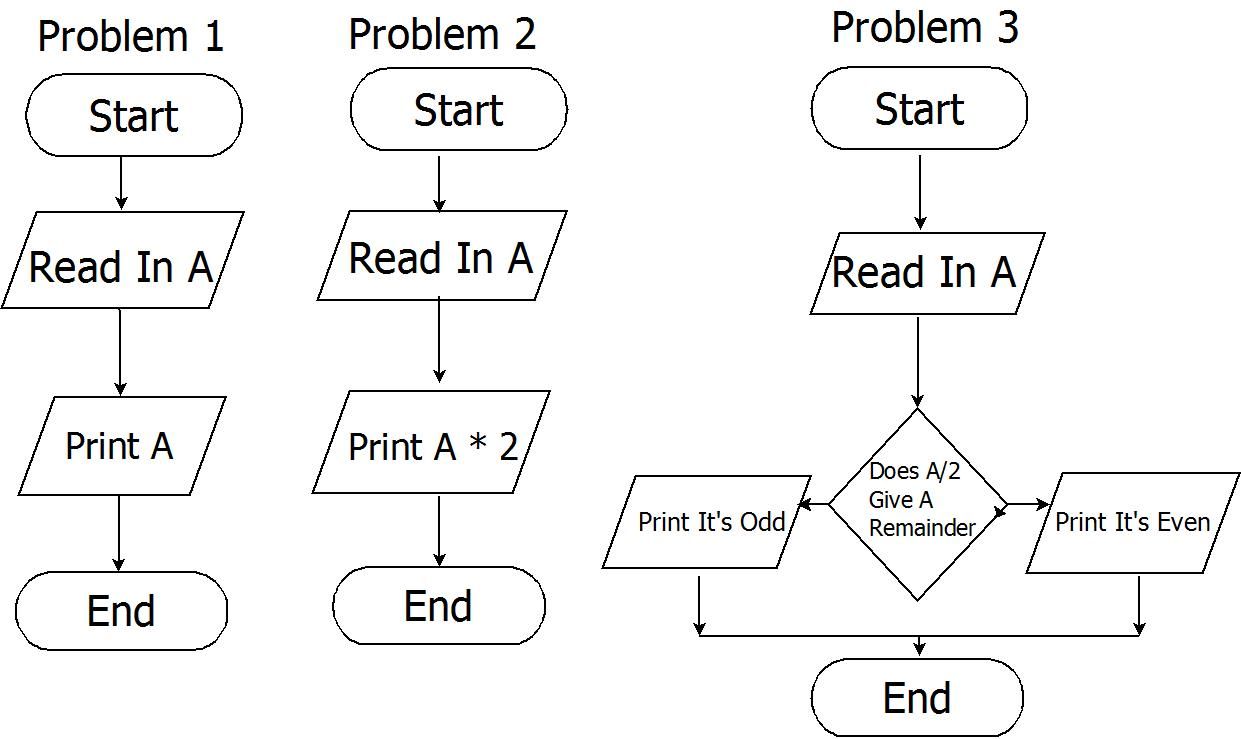 Problem 1
Start
Read In A
Print A
End
Problem 2
Start
Read In A
Print A * 2
End
Problem 3
Start
Read In A
Does A/2
Give A
Remainder
Print It's Odd
Print It's Even
End